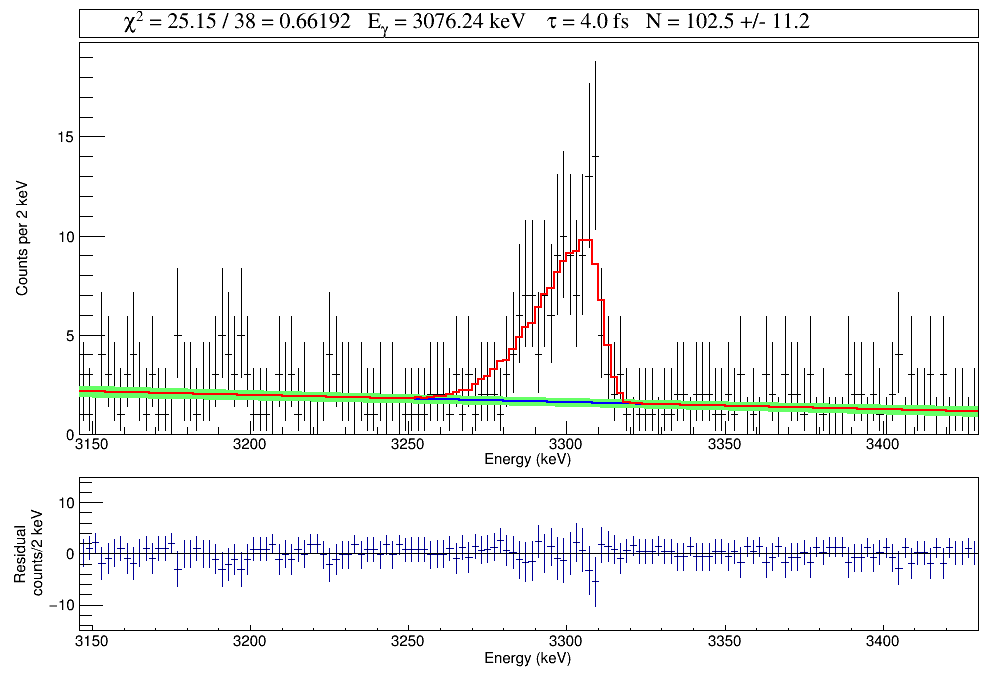 χ² = 25.15 / 38 = 0.66192 Eγ = 3076.24 keV τ = 4.0 fs N = 102.5 +/- 11.2
15
10
5
0
Counts per 2 keV
3150 3200 3250 3300 3350 3400
Energy (keV)
10
0
−10
Residual
counts/2 keV
3150 3200 3250 3300 3350 3400
Energy (keV)